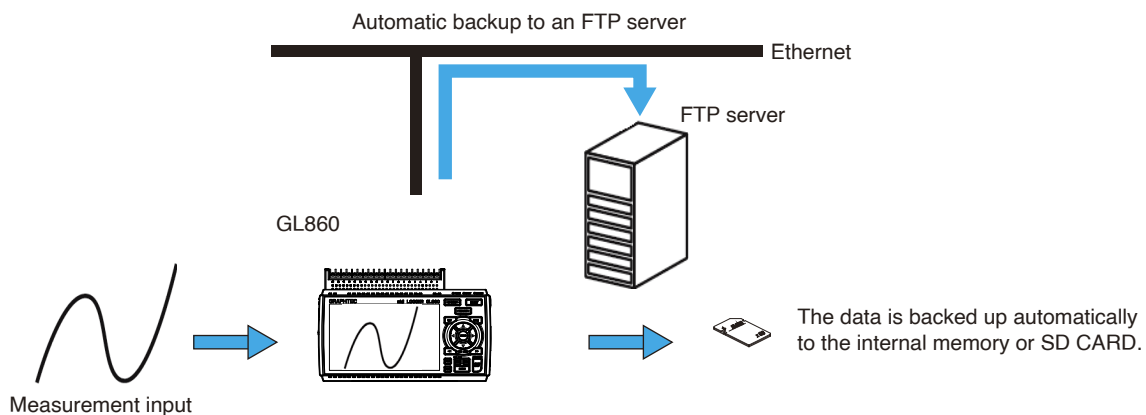 Automatic backup to an FTP server
Ethernet
FTP server
GL860
GRAPHTEC
The data is backed up automatically
to the internal memory or SD CARD.
Measurement input